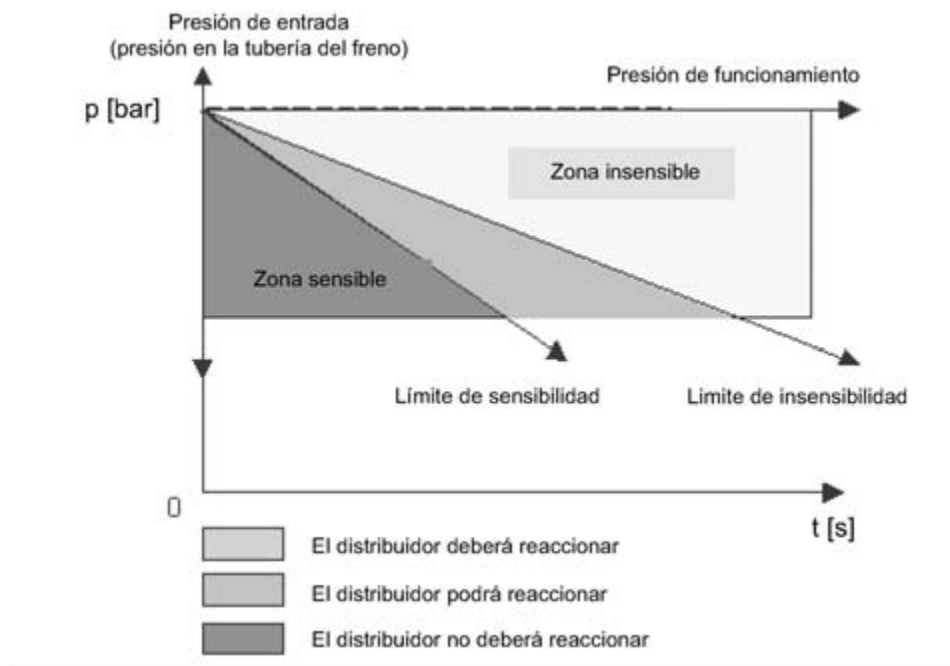 Presión de entrada
(presión en la tubería del freno)
Presión de funcionamiento
p [bar]
Zona insensible
Zona sensible
Límite de sensibilidad
Limite de insensibilidad
0
t [s]
El distribuidor deberá reaccionar
El distribuidor podrá reaccionar
El distribuidor no deberá reaccionar